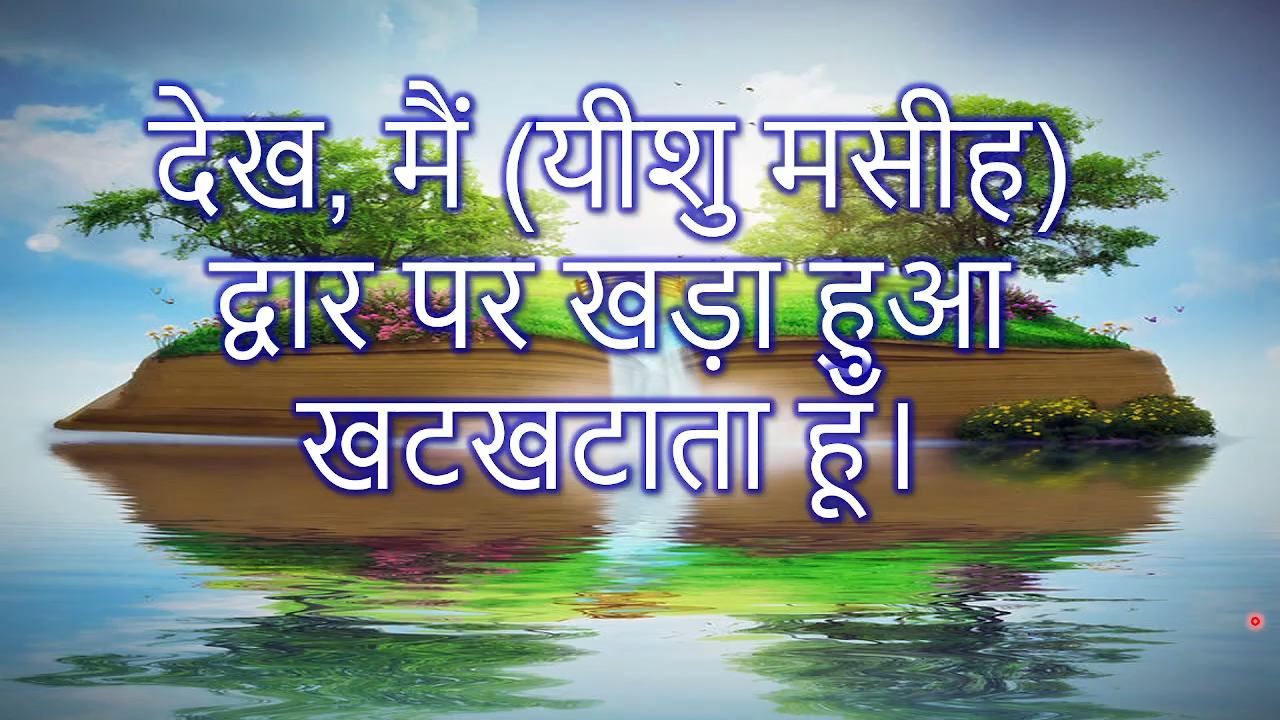 देख, मैं (यीशु मसीह)
द्वार पर खड़ा हुआ
खटखटाता हूँ।